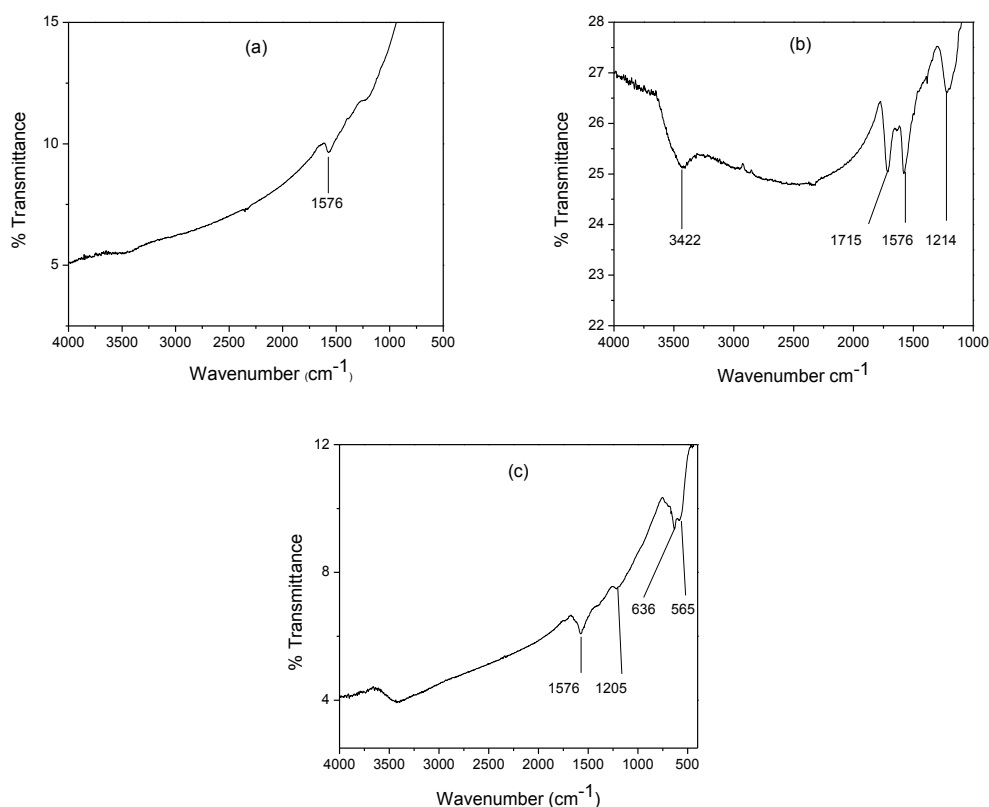 (a)
% Transmittance
15
10
5
1576
4000 3500 3000 2500 2000 1500 1000 500
Wavenumber (cm-1)
(b)
% Transmittance
28
27
26
25
24
23
22
3422 1715 1576 1214
4000 3500 3000 2500 2000 1500 1000
Wavenumber cm-1
(c)
% Transmittance
12
8
4
636 565
1576 1205
4000 3500 3000 2500 2000 1500 1000 500
Wavenumber (cm-1)